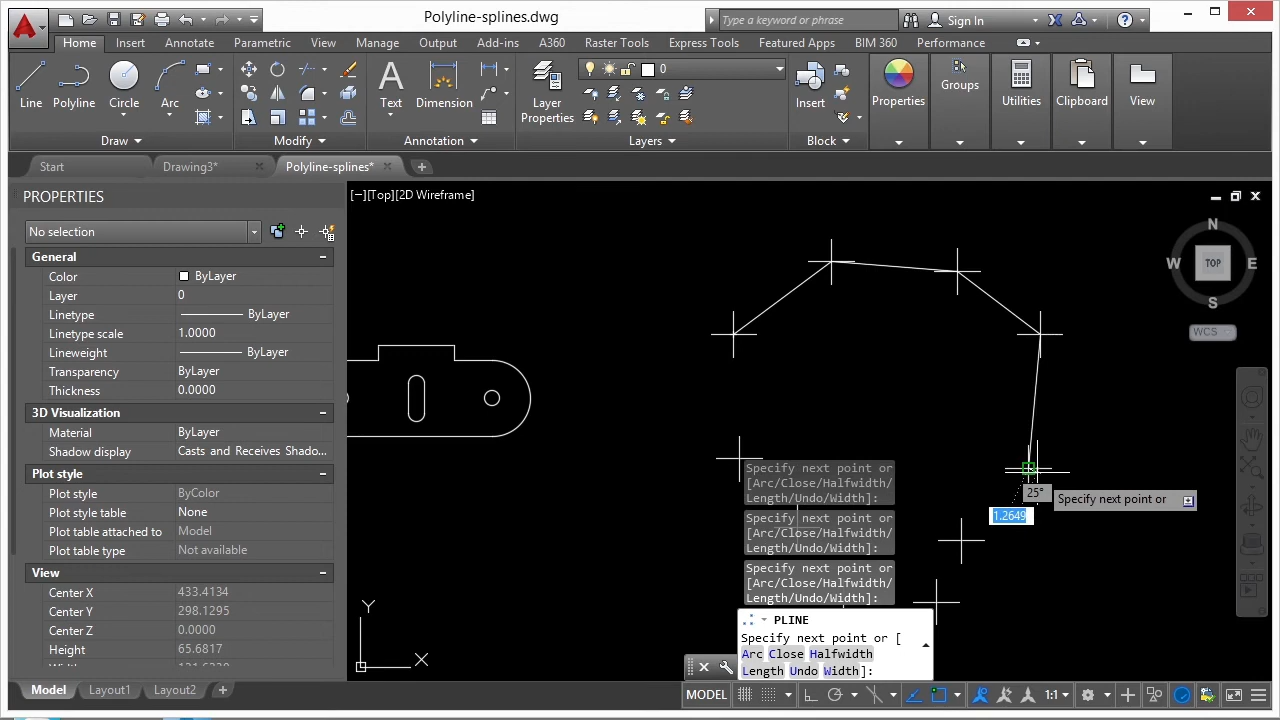 Polyline-splines.dwg
Type a keyword or phrase
Sign In
Home Insert Annotate Parametric View Manage Output Add-ins A360 Raster Tools Express Tools Featured Apps BIM 360 Performance
0
Line Polyline Circle Arc
Text Dimension
Layer
Properties
Insert
Properties Groups Utilities Clipboard View
Draw Modify Annotation Layers Block
Start Drawing3* Polyline-splines*
PROPERTIES
[−][Top][2D Wireframe]
No selection
General
Color ByLayer
Layer 0
Linetype ByLayer
Linetype scale 1.0000
Lineweight ByLayer
Transparency ByLayer
Thickness 0.0000
3D Visualization
Material ByLayer
Shadow display Casts and Receives Shado...
Plot style
Plot style ByColor
Plot style table None
Plot table attached to Model
Plot table type Not available
View
Center X 433.4134
Center Y 298.1295
Center Z 0.0000
Height 65.6817
N
W TOP E
S
WCS
Specify next point or
[Arc/Close/Halfwidth/
Length/Undo/Width]:
Specify next point or
[Arc/Close/Halfwidth/
Length/Undo/Width]:
Specify next point or
[Arc/Close/Halfwidth/
Length/Undo/Width]:
25°
Specify next point or
1.2649
PLINE
Specify next point or [
Arc Close Halfwidth
Length Undo Width]:
Y
X
Model Layout1 Layout2
MODEL
1:1